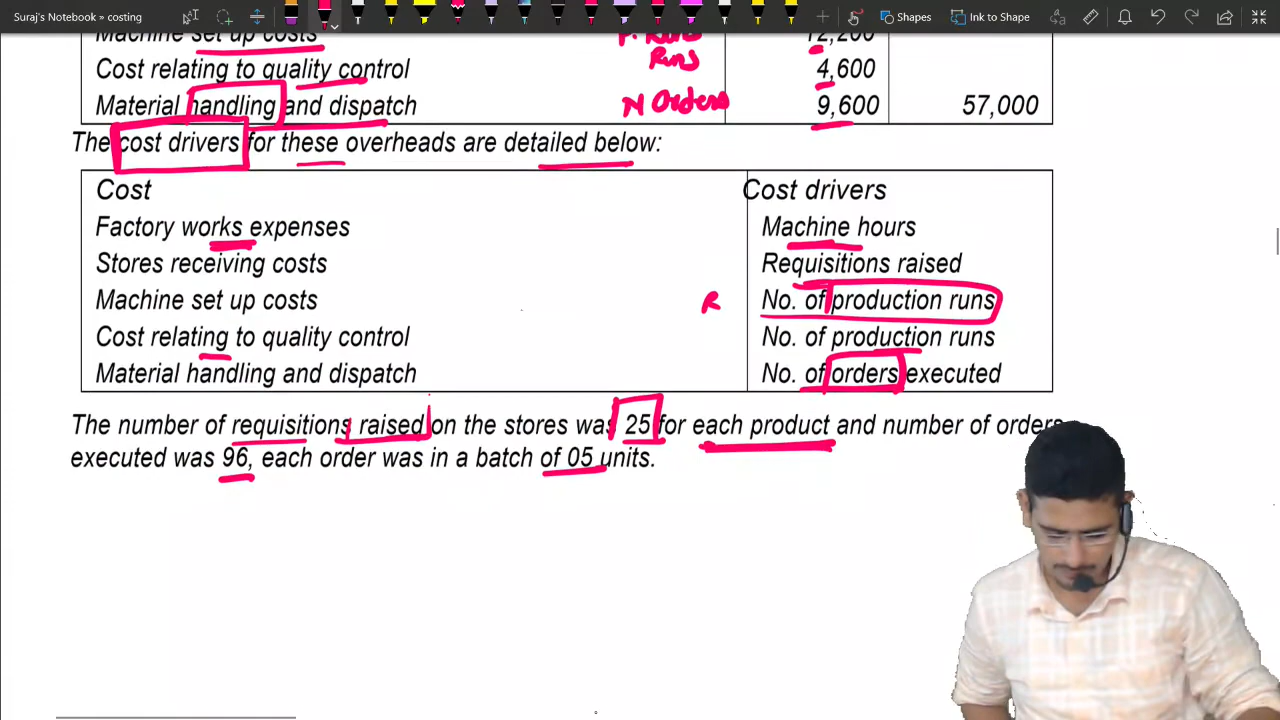 Suraj's Notebook » costing
Shapes
Ink to Shape
Machine set up costs 12,200
Runs
Cost relating to quality control 4,600
Material handling and dispatch N Orders 9,600 57,000
The cost drivers for these overheads are detailed below:
Cost Cost drivers
Factory works expenses Machine hours
Stores receiving costs Requisitions raised
Machine set up costs R No. of production runs
Cost relating to quality control No. of production runs
Material handling and dispatch No. of orders executed
The number of requisitions raised on the stores was 25 for each product and number of orders
executed was 96, each order was in a batch of 05 units.